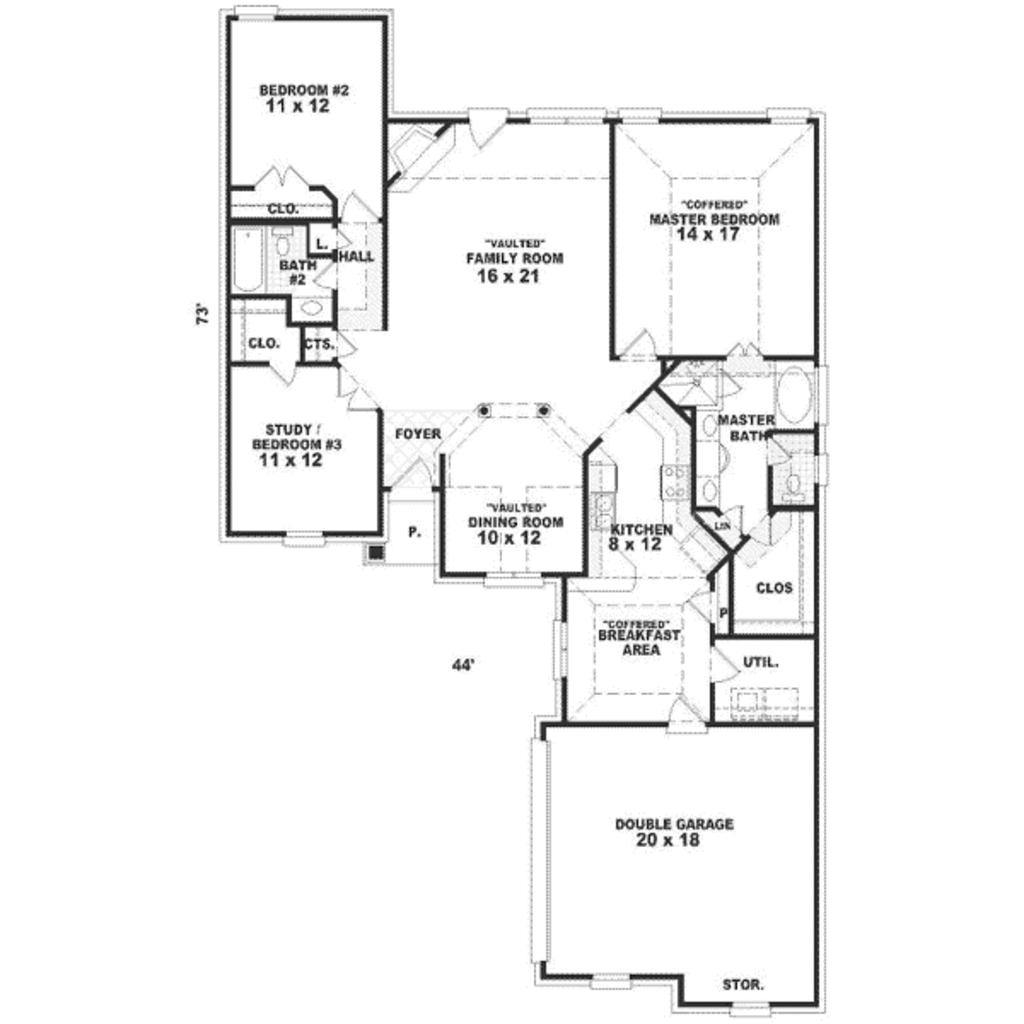 BEDROOM #2
11 x 12
CLO.
L.
HALL
BATH
#2
CLO.
CTS.
"VAULTED"
FAMILY ROOM
16 x 21
"COFFERED"
MASTER BEDROOM
14 x 17
73'
STUDY /
BEDROOM #3
11 x 12
FOYER
P.
"VAULTED"
DINING ROOM
10 x 12
MASTER
BATH
LIN
KITCHEN
8 x 12
CLOS
P
"COFFERED"
BREAKFAST
AREA
UTIL.
44'
DOUBLE GARAGE
20 x 18
STOR.